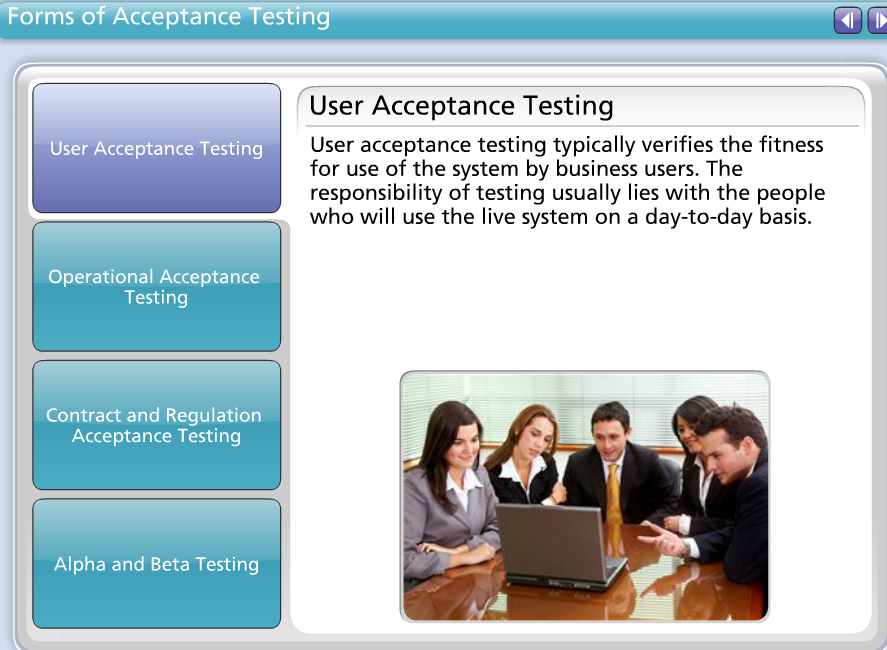 Forms of Acceptance Testing
User Acceptance Testing
Operational Acceptance
Testing
Contract and Regulation
Acceptance Testing
Alpha and Beta Testing
User Acceptance Testing
User acceptance testing typically verifies the fitness
for use of the system by business users. The
responsibility of testing usually lies with the people
who will use the live system on a day-to-day basis.